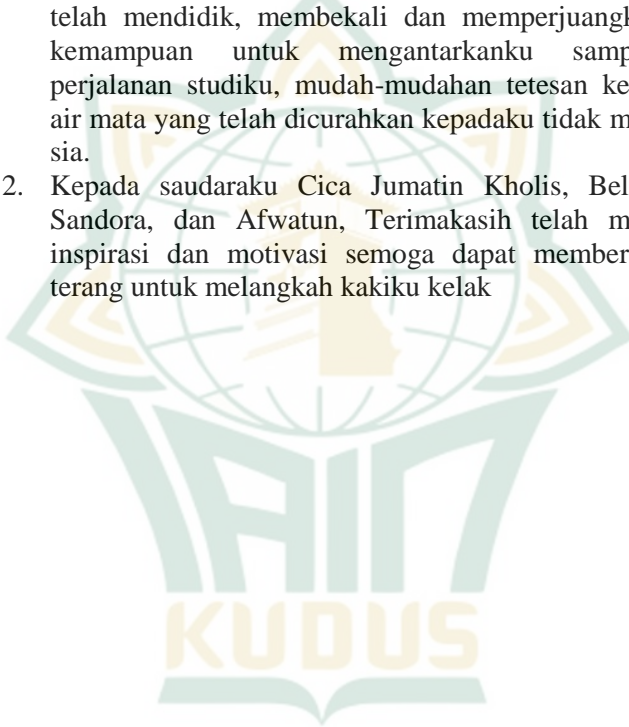 telah mendidik, membekali dan memperjuangk
kemampuan untuk mengantarkanku samp
perjalanan studiku, mudah-mudahan tetesan ke
air mata yang telah dicurahkan kepadaku tidak m
sia.
2. Kepada saudaraku Cica Jumatin Kholis, Bel
Sandora, dan Afwatun, Terimakasih telah m
inspirasi dan motivasi semoga dapat member
terang untuk melangkah kakiku kelak
IAIN
KUDUS